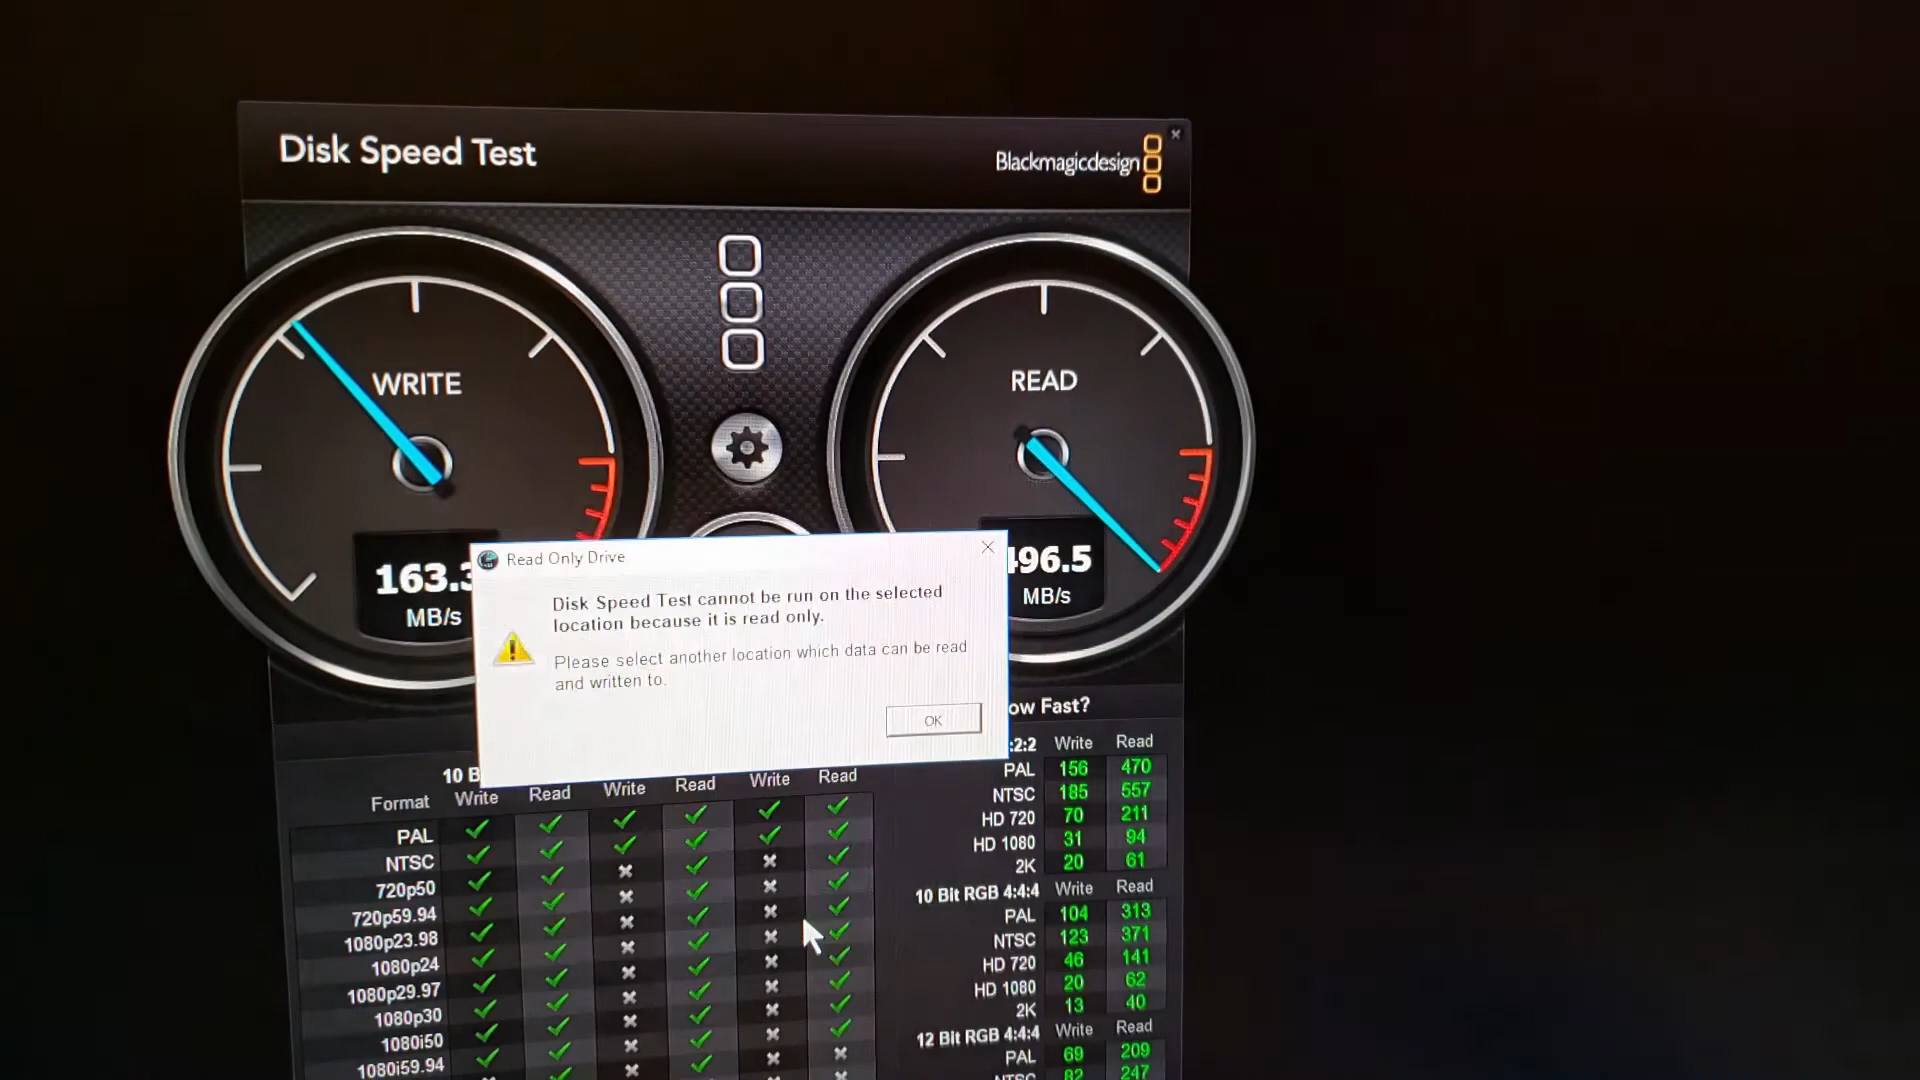 Disk Speed Test
Blackmagicdesign
WRITE
READ
163.3
MB/s
496.5
MB/s
Read Only Drive
Disk Speed Test cannot be run on the selected
location because it is read only.
Please select another location which data can be read
and written to.
OK
ow Fast?
10 B
Format Write Read Write Read Write Read
PAL
NTSC
720p50
720p59.94
1080p23.98
1080p24
1080p29.97
1080p30
1080i50
1080i59.94
:2:2 Write Read
PAL 156 470
NTSC 185 557
HD 720 70 211
HD 1080 31 94
2K 20 61
10 Bit RGB 4:4:4 Write Read
PAL 104 313
NTSC 123 371
HD 720 46 141
HD 1080 20 62
2K 13 40
12 Bit RGB 4:4:4 Write Read
PAL 69 209
NTSC 82 247